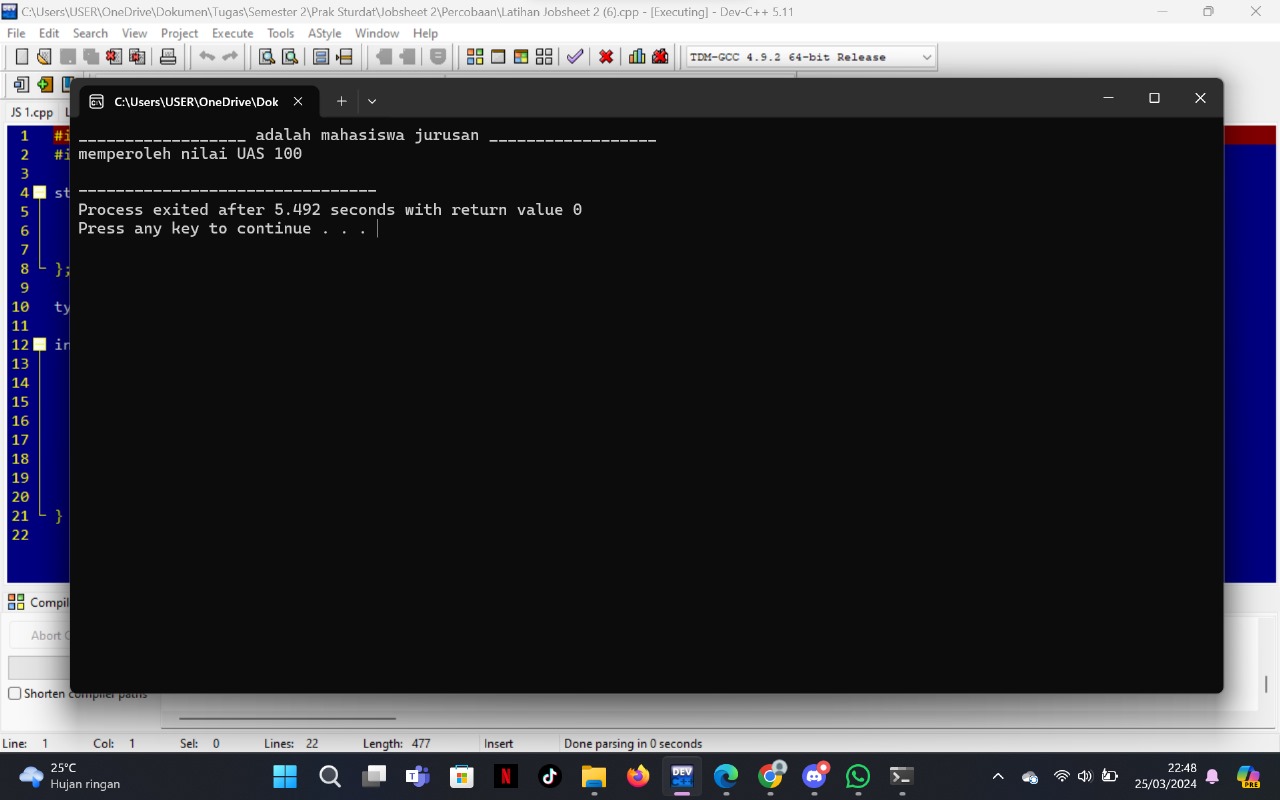 C:\Users\USER\OneDrive\Dokumen\Tugas\Semester 2\Prak Sturdat\Jobsheet 2\Percobaan\Latihan Jobsheet 2 (6).cpp - [Executing] - Dev-C++ 5.11
File Edit Search View Project Execute Tools AStyle Window Help
TDM-GCC 4.9.2 64-bit Release
C:\Users\USER\OneDrive\Dok
JS 1.cpp
__________________ adalah mahasiswa jurusan __________________
memperoleh nilai UAS 100
--------------------------------
Process exited after 5.492 seconds with return value 0
Press any key to continue . . .
1 #i
2 #i
3
4 st
5
6
7
8 };
9
10 ty
11
12 in
13
14
15
16
17
18
19
20
21 }
22
Compil
Abort C
Shorten compiler paths
Line: 1 Col: 1 Sel: 0 Lines: 22 Length: 477 Insert Done parsing in 0 seconds
25°C
Hujan ringan
DEV
PRE
22:48
25/03/2024